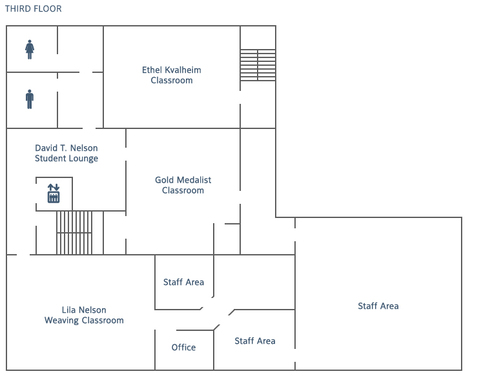 THIRD FLOOR
Ethel Kvalheim
Classroom
David T. Nelson
Student Lounge
Gold Medalist
Classroom
Staff Area
Lila Nelson
Weaving Classroom
Staff Area
Staff Area
Office